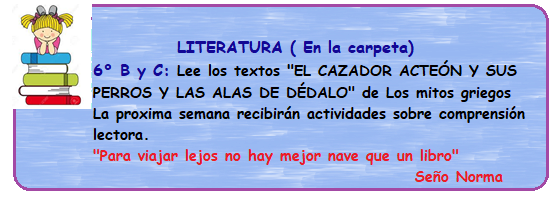 LITERATURA ( En la carpeta)
6º B y C: Lee los textos "EL CAZADOR ACTEÓN Y SUS
PERROS Y LAS ALAS DE DÉDALO" de Los mitos griegos
La proxima semana recibirán actividades sobre comprensión
lectora.
"Para viajar lejos no hay mejor nave que un libro"
Seño Norma